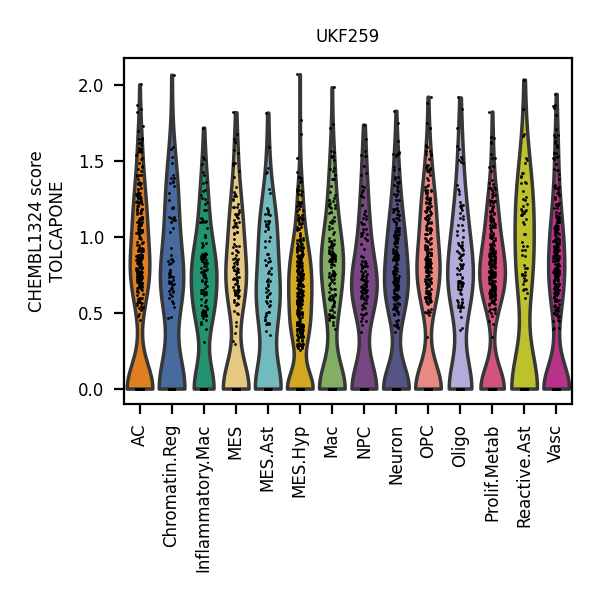 UKF259
CHEMBL1324 score
TOLCAPONE
2.0
1.5
1.0
0.5
0.0
AC
Chromatin.Reg
Inflammatory.Mac
MES
MES.Ast
MES.Hyp
Mac
NPC
Neuron
OPC
Oligo
Prolif.Metab
Reactive.Ast
Vasc